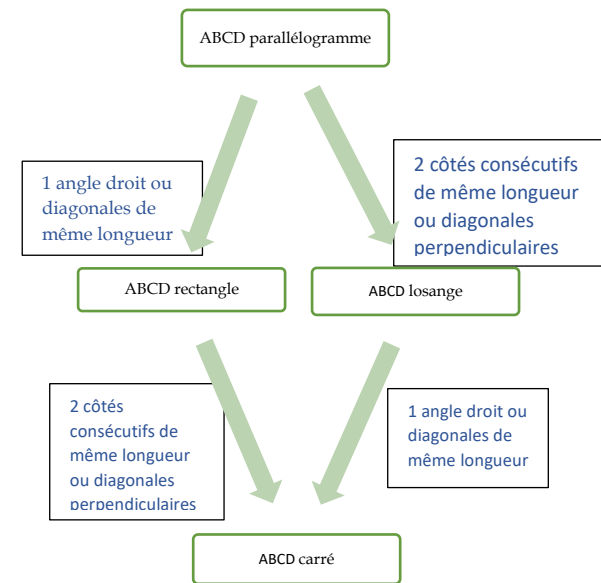 ABCD parallélogramme
1 angle droit ou
diagonales de
même longueur
2 côtés consécutifs
de même longueur
ou diagonales
perpendiculaires
ABCD rectangle
ABCD losange
2 côtés
consécutifs de
même longueur
ou diagonales
perpendiculaires
1 angle droit ou
diagonales de
même longueur
ABCD carré